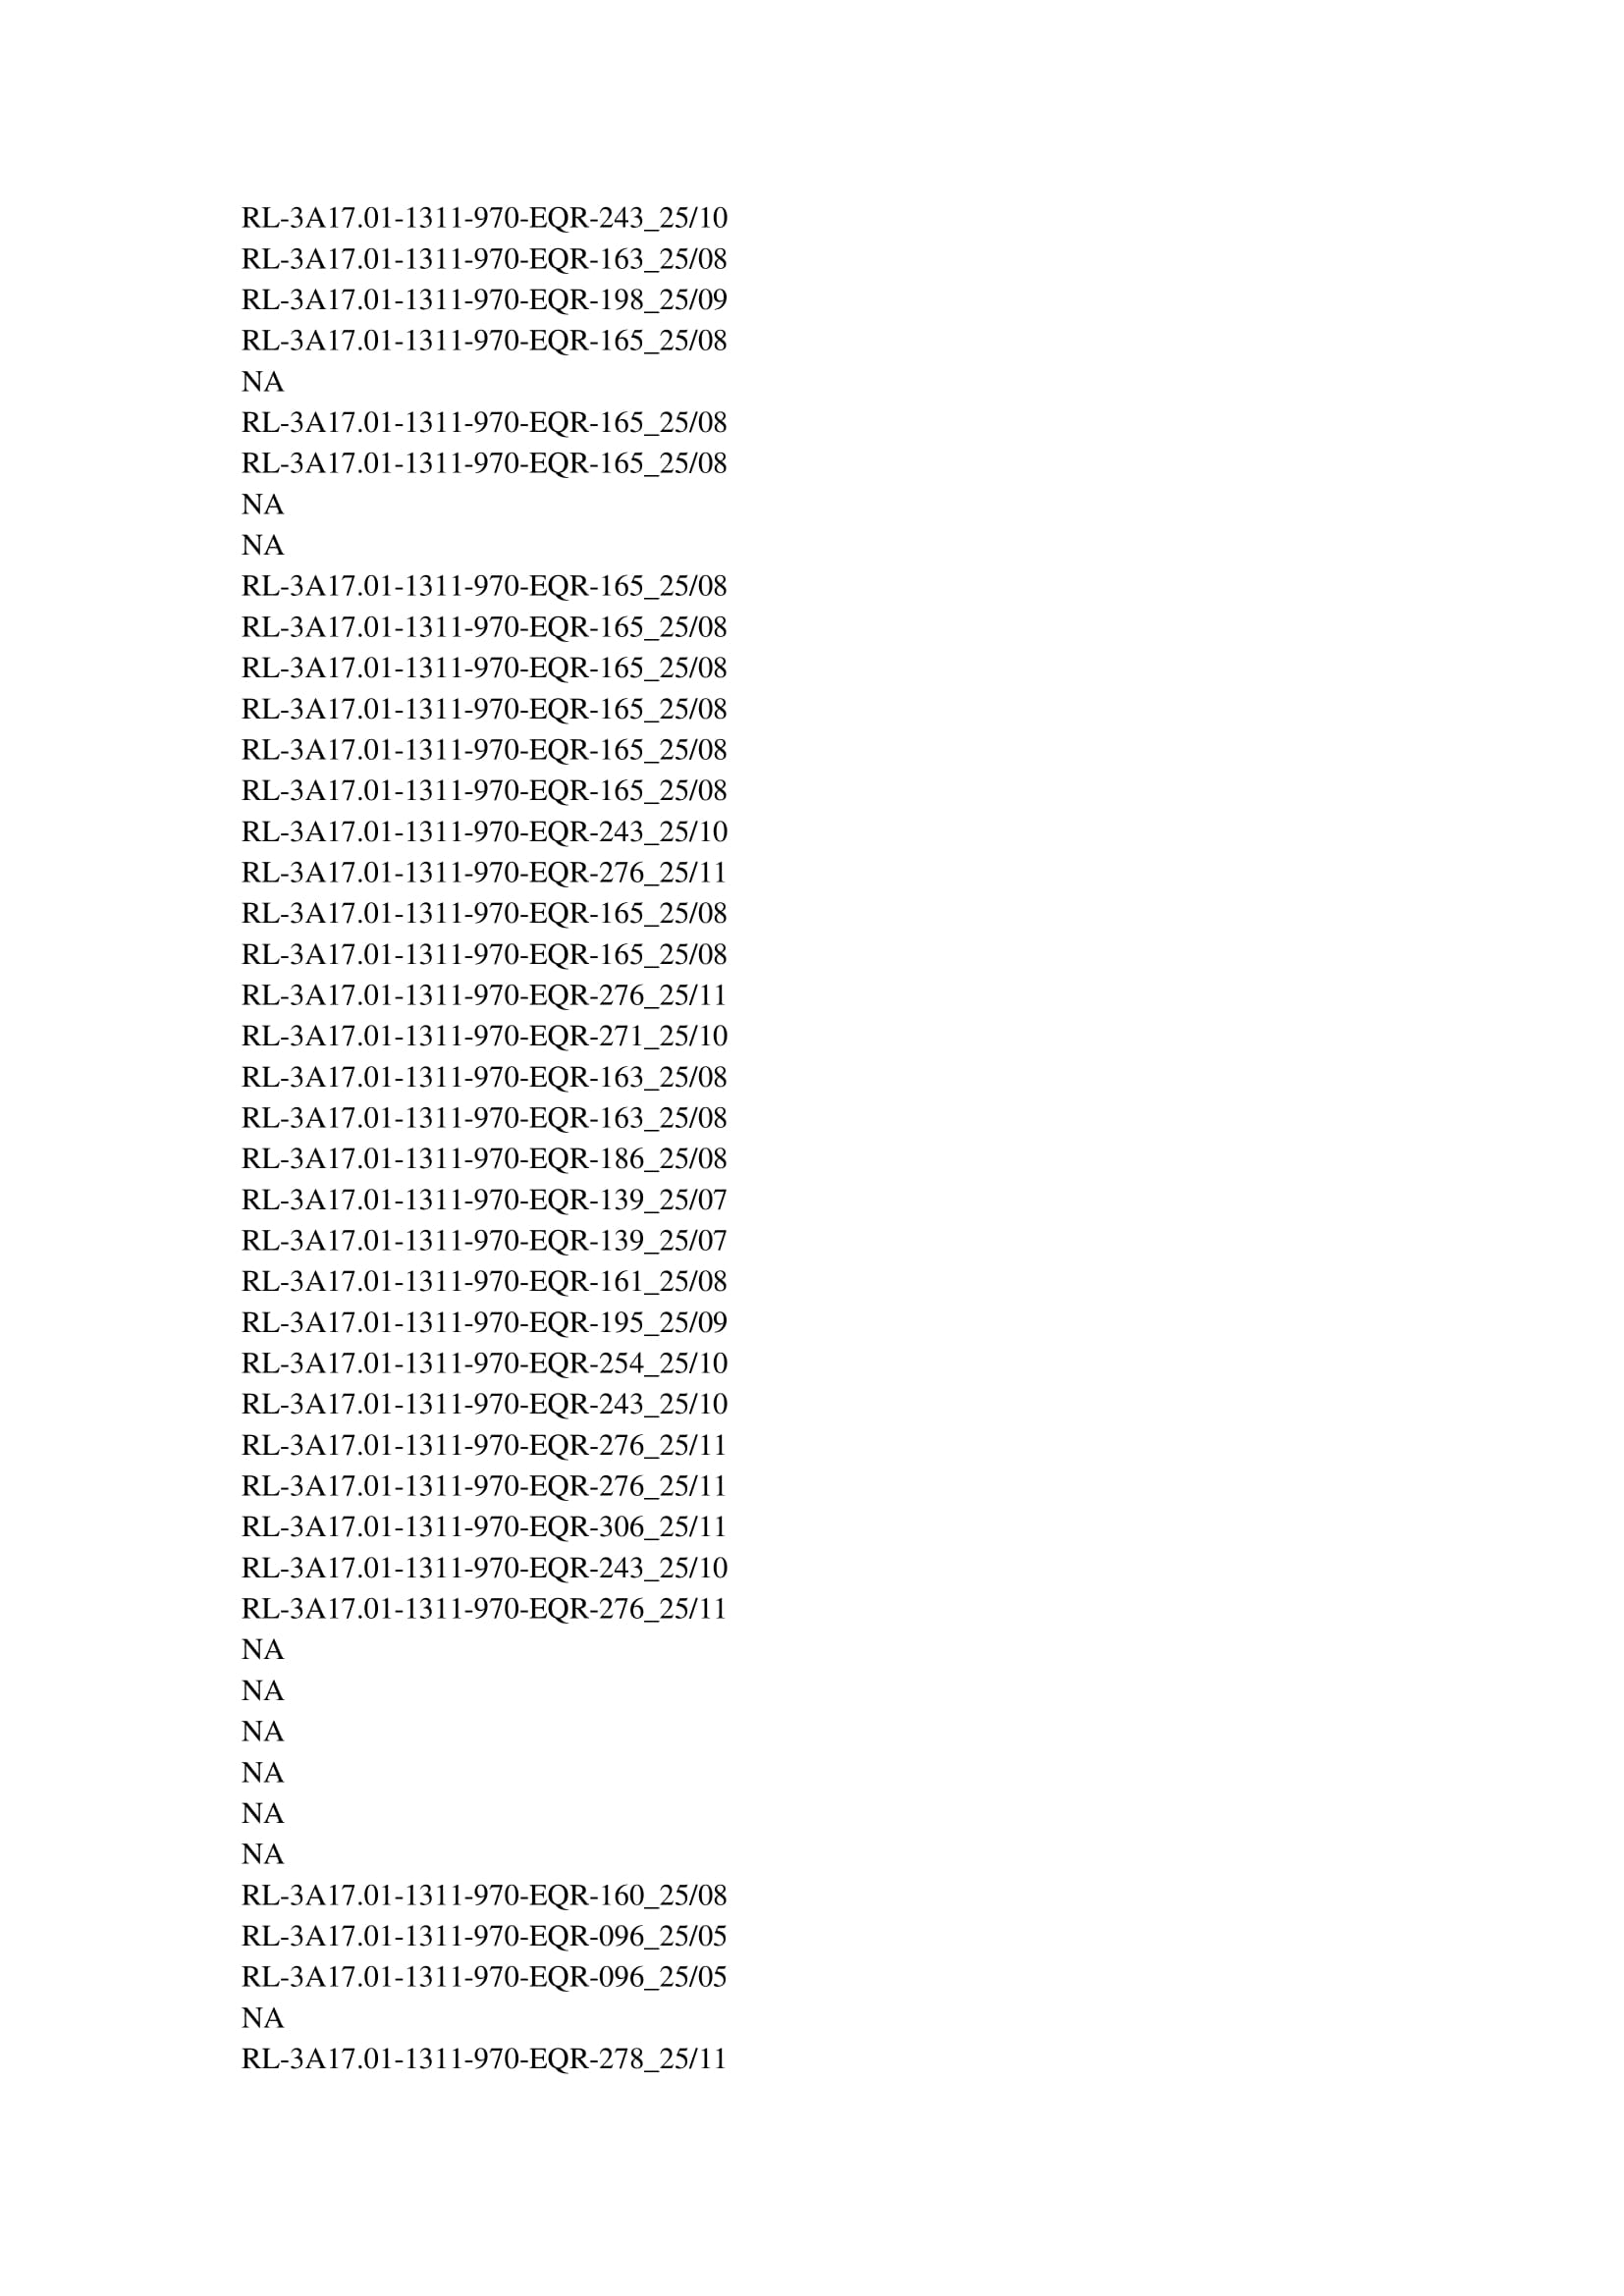 RL-3A17.01-1311-970-EQR-243_25/10
RL-3A17.01-1311-970-EQR-163_25/08
RL-3A17.01-1311-970-EQR-198_25/09
RL-3A17.01-1311-970-EQR-165_25/08
NA
RL-3A17.01-1311-970-EQR-165_25/08
RL-3A17.01-1311-970-EQR-165_25/08
NA
NA
RL-3A17.01-1311-970-EQR-165_25/08
RL-3A17.01-1311-970-EQR-165_25/08
RL-3A17.01-1311-970-EQR-165_25/08
RL-3A17.01-1311-970-EQR-165_25/08
RL-3A17.01-1311-970-EQR-165_25/08
RL-3A17.01-1311-970-EQR-165_25/08
RL-3A17.01-1311-970-EQR-243_25/10
RL-3A17.01-1311-970-EQR-276_25/11
RL-3A17.01-1311-970-EQR-165_25/08
RL-3A17.01-1311-970-EQR-165_25/08
RL-3A17.01-1311-970-EQR-276_25/11
RL-3A17.01-1311-970-EQR-271_25/10
RL-3A17.01-1311-970-EQR-163_25/08
RL-3A17.01-1311-970-EQR-163_25/08
RL-3A17.01-1311-970-EQR-186_25/08
RL-3A17.01-1311-970-EQR-139_25/07
RL-3A17.01-1311-970-EQR-139_25/07
RL-3A17.01-1311-970-EQR-161_25/08
RL-3A17.01-1311-970-EQR-195_25/09
RL-3A17.01-1311-970-EQR-254_25/10
RL-3A17.01-1311-970-EQR-243_25/10
RL-3A17.01-1311-970-EQR-276_25/11
RL-3A17.01-1311-970-EQR-276_25/11
RL-3A17.01-1311-970-EQR-306_25/11
RL-3A17.01-1311-970-EQR-243_25/10
RL-3A17.01-1311-970-EQR-276_25/11
NA
NA
NA
NA
NA
NA
RL-3A17.01-1311-970-EQR-160_25/08
RL-3A17.01-1311-970-EQR-096_25/05
RL-3A17.01-1311-970-EQR-096_25/05
NA
RL-3A17.01-1311-970-EQR-278_25/11